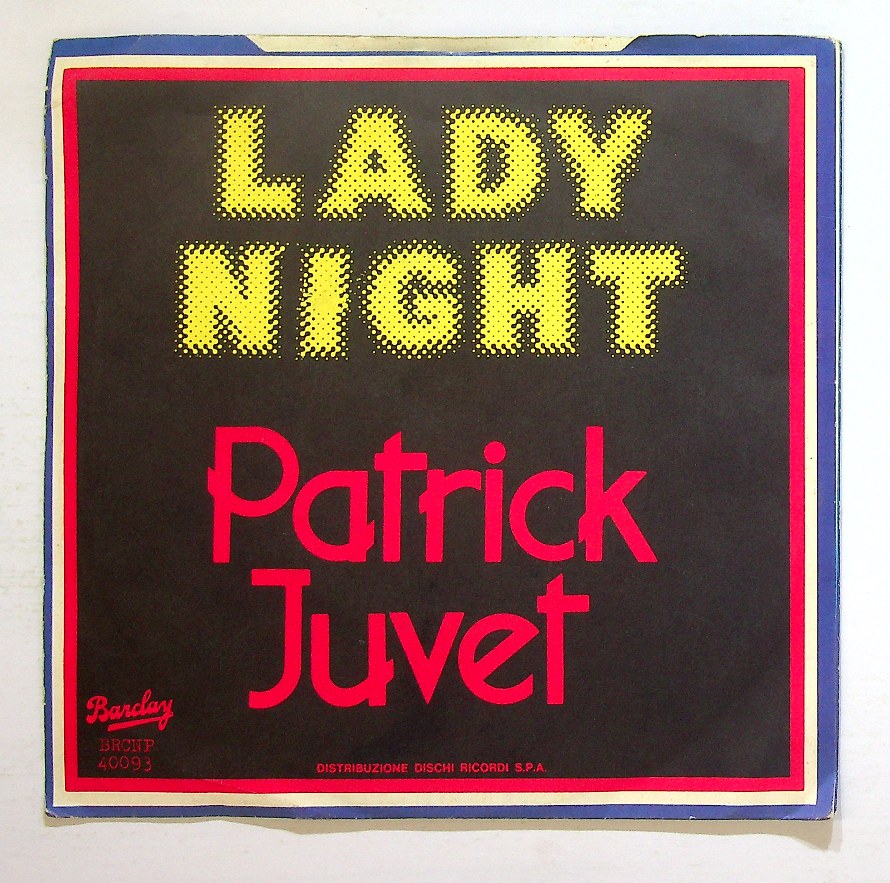 LADY
NIGHT
Patrick
Juvet
Barclay
BRCNP
40093
DISTRIBUZIONE DISCHI RICORDI S.P.A.